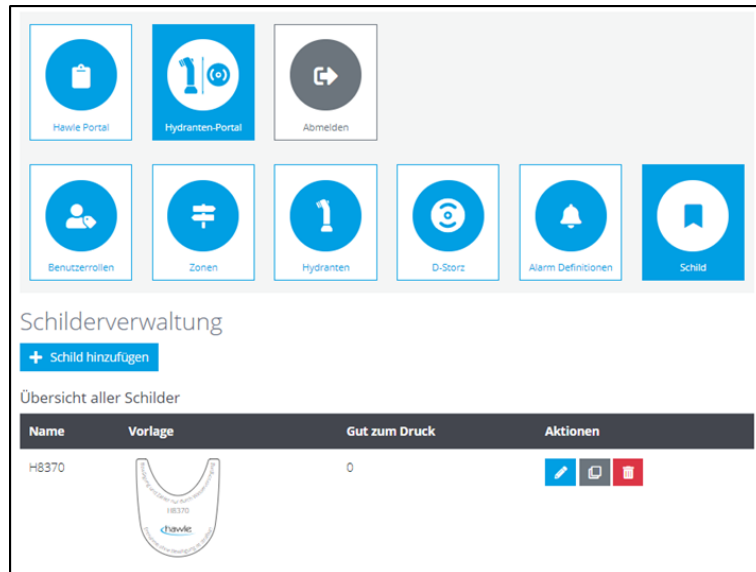 Hawle Portal
Hydranten-Portal
Abmelden
Benutzerrollen
Zonen
Hydranten
D-Storz
Alarm Definitionen
Schild
Schilderverwaltung
+ Schild hinzufügen
Übersicht aller Schilder
Name Vorlage Gut zum Druck Aktionen
H8370 0
H8370
hawle